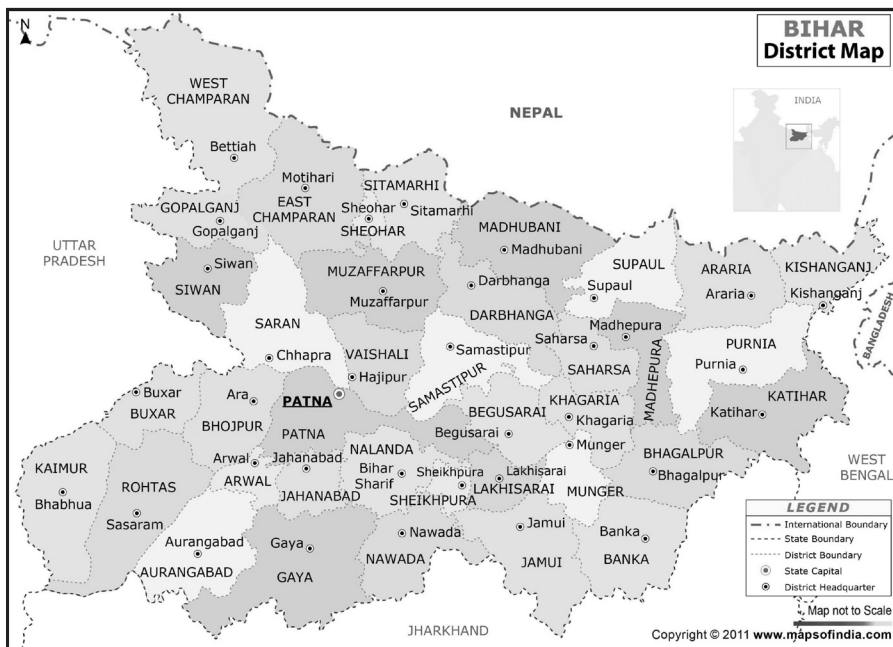 N
BIHAR
District Map
INDIA
NEPAL
UTTAR
PRADESH
WEST
CHAMPARAN
Bettiah
Motihari
EAST
CHAMPARAN
SITAMARHI
Sitamarhi
Sheohar
SHEOHAR
GOPALGANJ
Gopalganj
Siwan
SIWAN
MUZAFFARPUR
Muzaffarpur
MADHUBANI
Madhubani
Darbhanga
DARBHANGA
SUPAUL
Supaul
ARARIA
Araria
KISHANGANJ
Kishanganj
BANGLADESH
SARAN
Chhapra
VAISHALI
Hajipur
Samastipur
SAMASTIPUR
Saharsa
SAHARSA
Madhepura
MADHEPURA
PURNIA
Purnia
KATIHAR
Katihar
Buxar
BUXAR
Ara
BHOJPUR
PATNA
PATNA
BEGUSARAI
Begusarai
KHAGARIA
Khagaria
Munger
MUNGER
BHAGALPUR
Bhagalpur
WEST
BENGAL
KAIMUR
Bhabhua
ROHTAS
Sasaram
Arwal
ARWAL
Jahanabad
JAHANABAD
NALANDA
Bihar
Sharif
Sheikhpura
SHEIKHPURA
Lakhisarai
LAKHISARAI
Aurangabad
AURANGABAD
Gaya
GAYA
Nawada
NAWADA
Jamui
JAMUI
Banka
BANKA
JHARKHAND
LEGEND
International Boundary
State Boundary
District Boundary
State Capital
District Headquarter
Map not to Scale
Copyright © 2011 www.mapsofindia.com